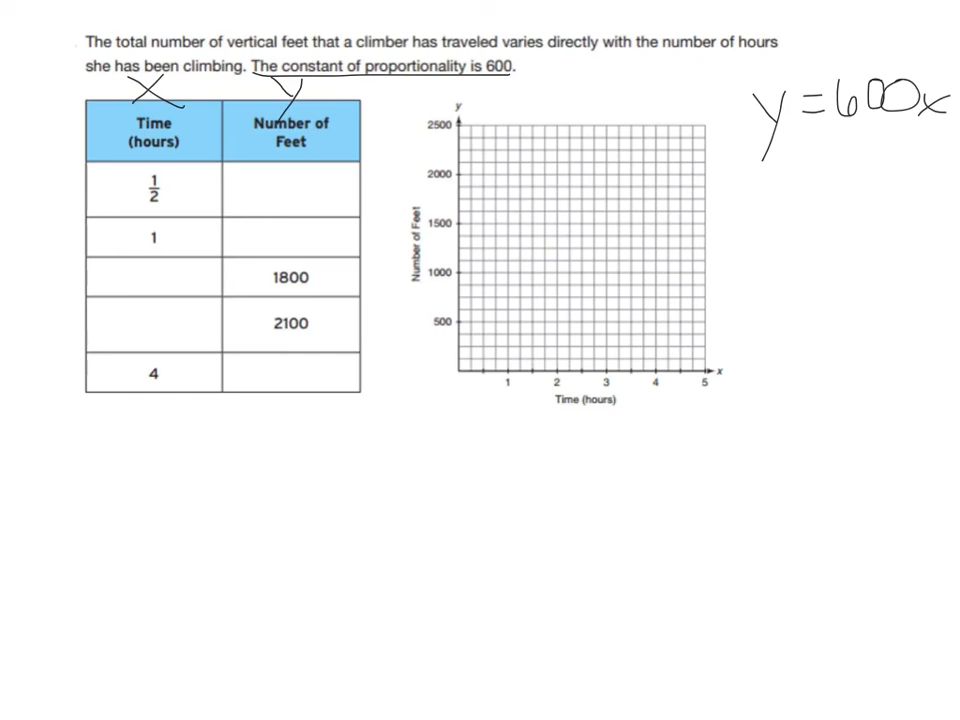 The total number of vertical feet that a climber has traveled varies directly with the number of hours
she has been climbing. The constant of proportionality is 600.
x
y
y = 600x
Time
(hours)
Number of
Feet
1/2
1
1800
2100
4
y
2500
2000
1500
1000
500
Number of Feet
1 2 3 4 5
x
Time (hours)